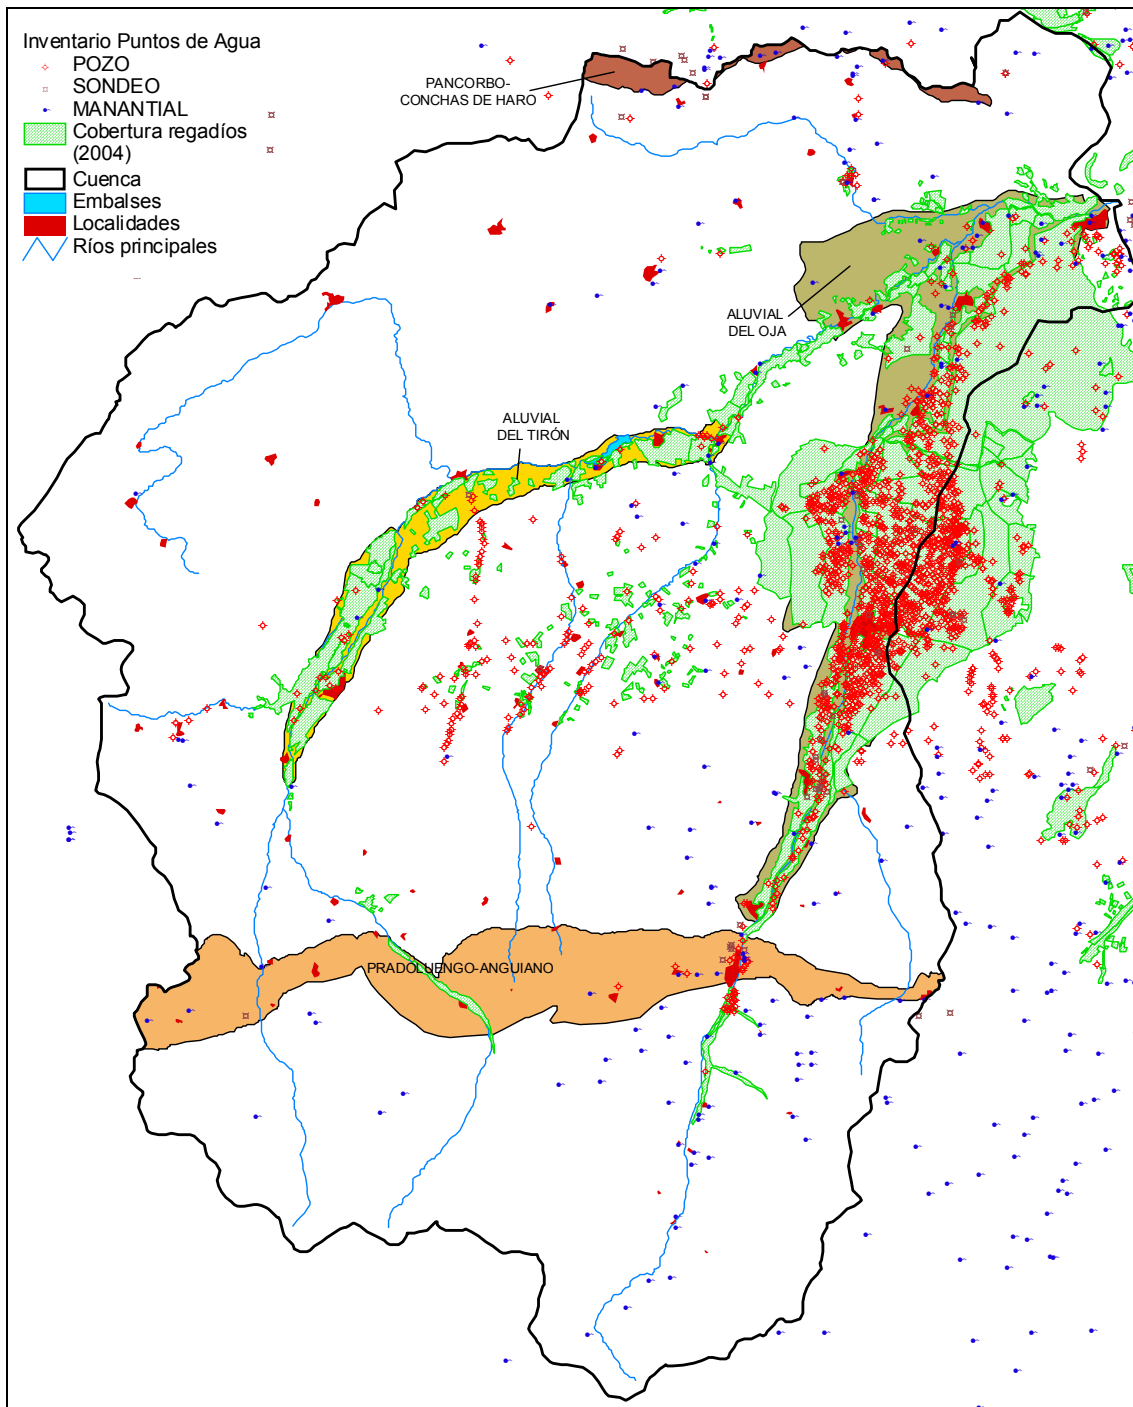 Inventario Puntos de Agua
POZO
SONDEO
MANANTIAL
Cobertura regadíos
(2004)
Cuenca
Embalses
Localidades
Ríos principales
PANCORBO-
CONCHAS DE HARO
ALUVIAL
DEL OJA
ALUVIAL
DEL TIRÓN
PRADOLUENGO-ANGUIANO